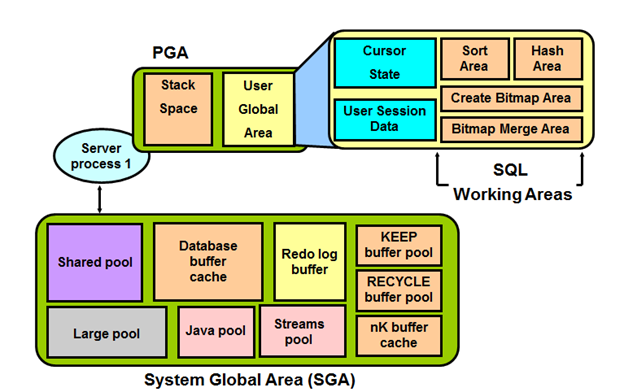 PGA
Stack
Space
User
Global
Area
Cursor
State
User Session
Data
Sort
Area
Hash
Area
Create Bitmap Area
Bitmap Merge Area
SQL
Working Areas
Server
process 1
Shared pool
Database
buffer
cache
Redo log
buffer
KEEP
buffer pool
RECYCLE
buffer pool
nK buffer
cache
Large pool
Java pool
Streams
pool
System Global Area (SGA)